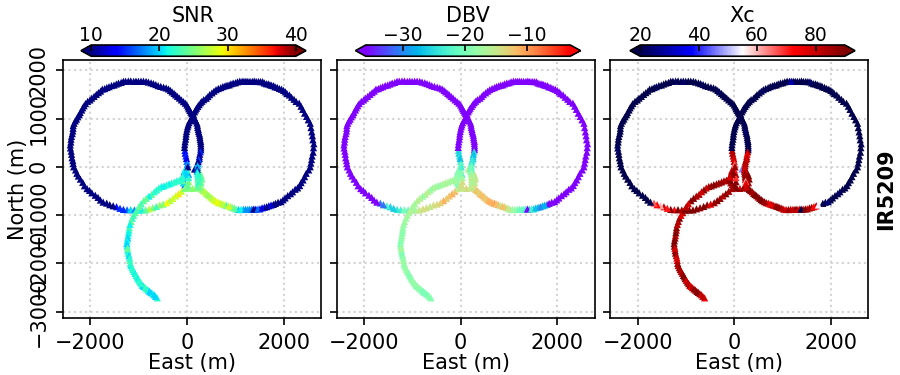 SNR DBV Xc
10 20 30 40 −30 −20 −10 20 40 60 80
North (m)
2000
1000
0
−1000
−2000
−3000
−2000 0 2000 −2000 0 2000 −2000 0 2000
East (m) East (m) East (m)
IR5209